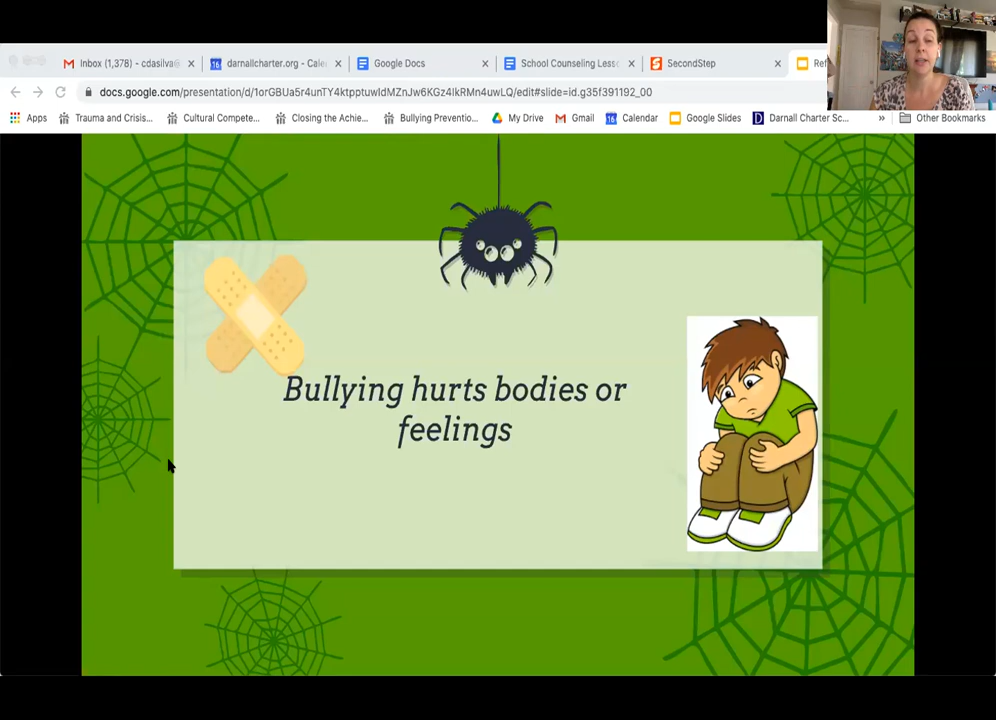 Inbox (1,378) - cdasilva@
darnallcharter.org - Cale
Google Docs
School Counseling Less
SecondStep
Ref
docs.google.com/presentation/d/1orGBUa5r4unTY4ktpptuwIdMZnJw6KGz4lkRMn4uwLQ/edit#slide=id.g35f391192_00
Apps
Trauma and Crisis...
Cultural Compete...
Closing the Achie...
Bullying Preventio...
My Drive
Gmail
Calendar
Google Slides
Darnall Charter Sc...
»
Other Bookmarks
Bullying hurts bodies or
feelings